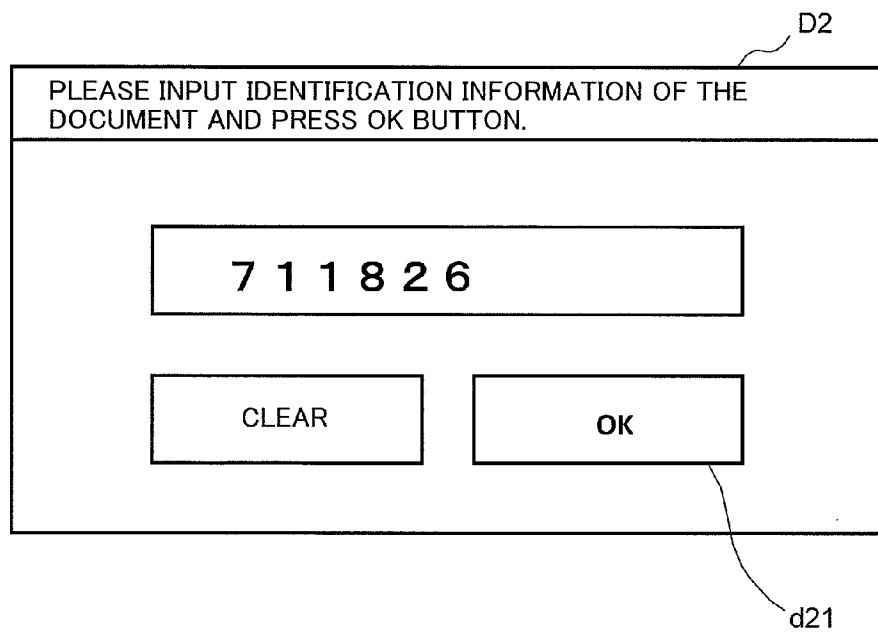 D2
PLEASE INPUT IDENTIFICATION INFORMATION OF THE
DOCUMENT AND PRESS OK BUTTON.
7 1 1 8 2 6
CLEAR
OK
d21